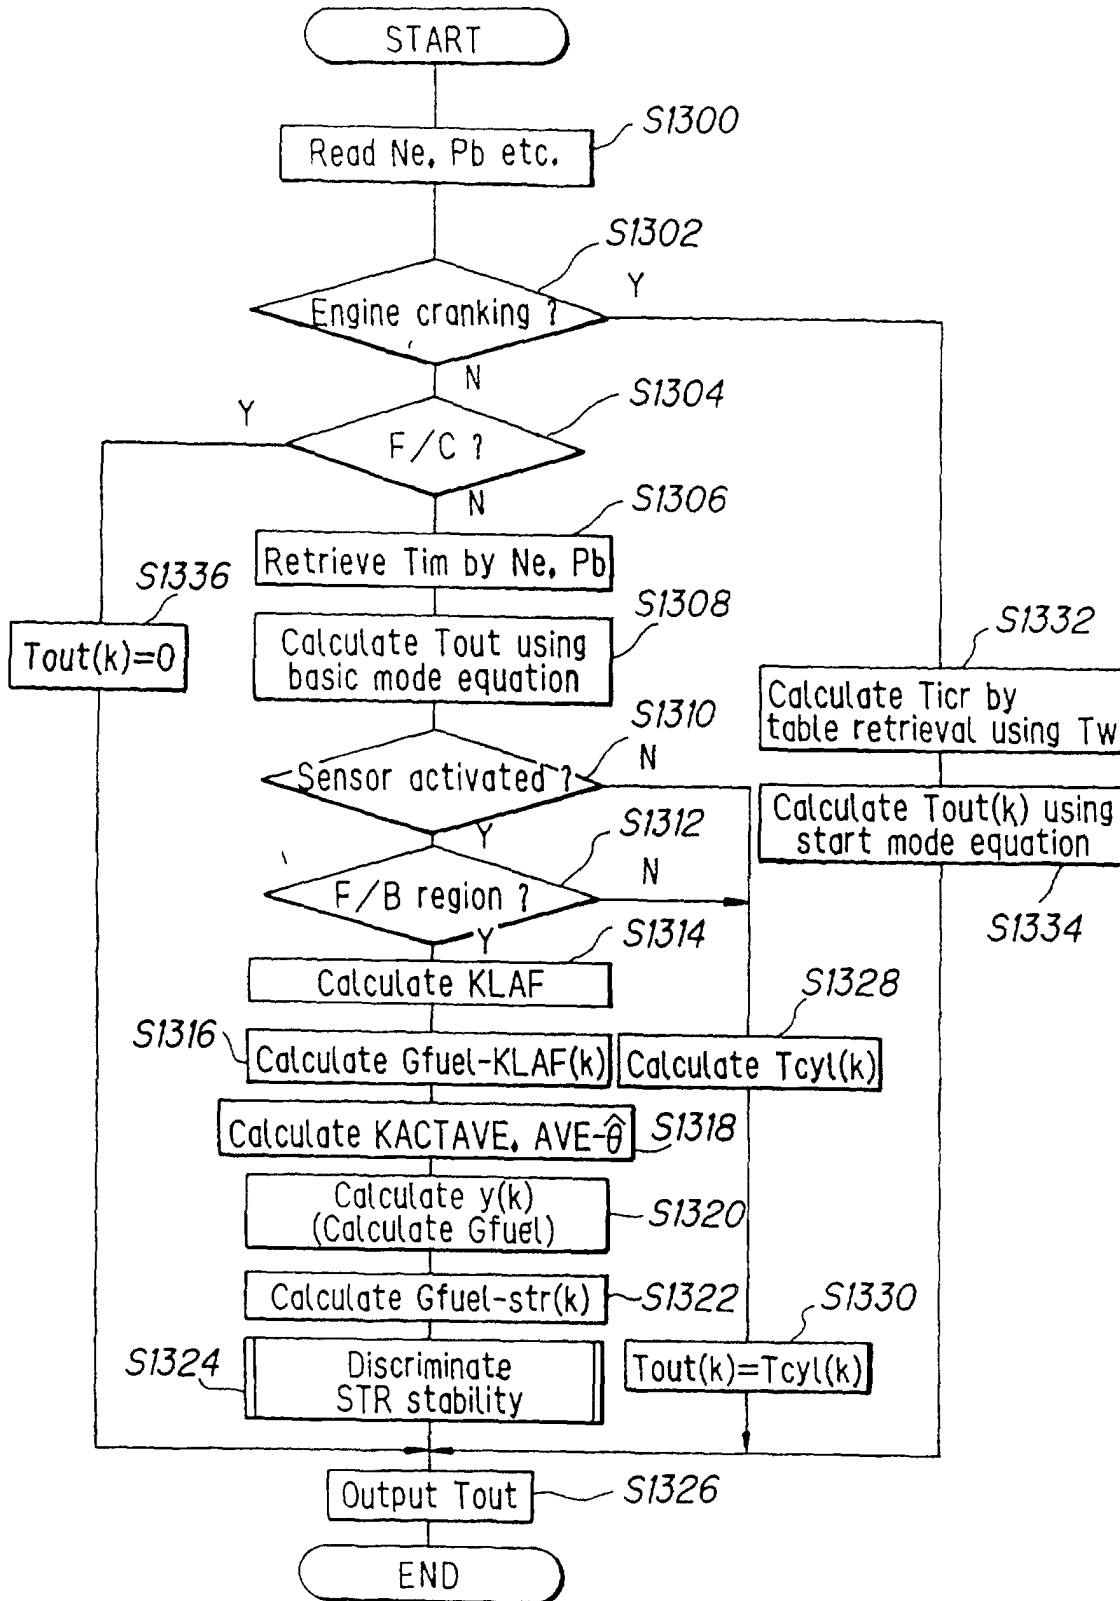 START
S1300
Read Ne, Pb etc.
S1302
Engine cranking ?
Y
N
S1304
Y
F/C ?
N
S1306
Retrieve Tim by Ne, Pb
S1336
Tout(k)=0
S1308
Calculate Tout using
basic mode equation
S1332
Calculate Ticr by
table retrieval using Tw
S1310
Sensor activated ?
N
Y
Calculate Tout(k) using
start mode equation
S1334
S1312
F/B region ?
N
Y
S1314
Calculate KLAF
S1316
Calculate Gfuel-KLAF(k)
S1328
Calculate Tcyl(k)
Calculate KACTAVE, AVE-θ̂
S1318
Calculate y(k)
(Calculate Gfuel)
S1320
Calculate Gfuel-str(k)
S1322
S1330
Tout(k)=Tcyl(k)
S1324
Discriminate
STR stability
Output Tout
S1326
END